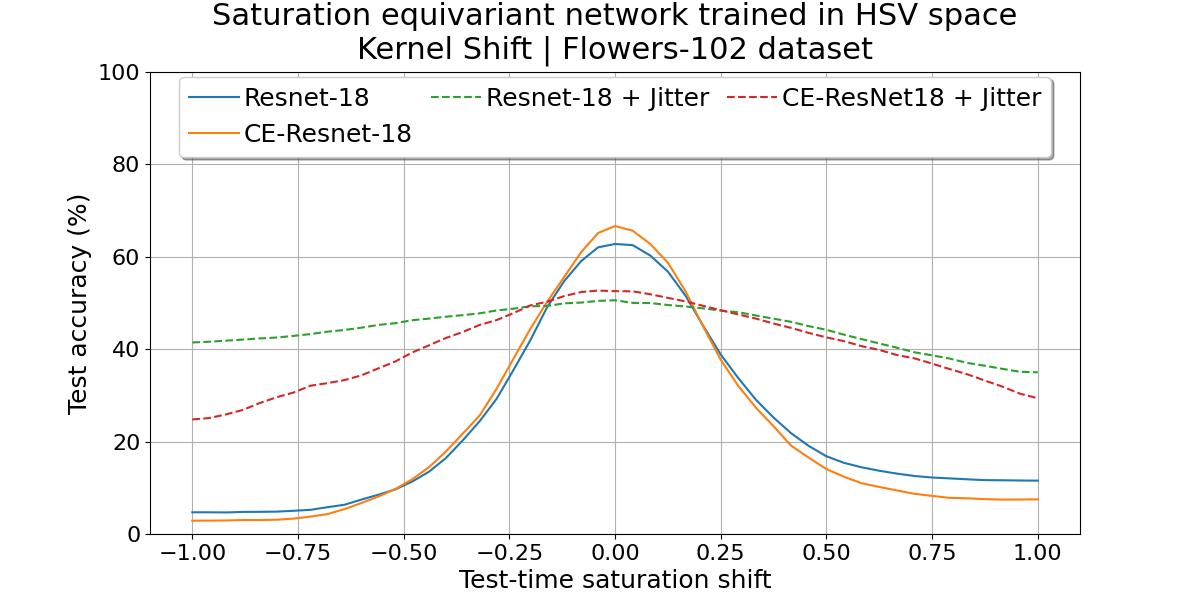 Saturation equivariant network trained in HSV space
Kernel Shift | Flowers-102 dataset
Resnet-18
Resnet-18 + Jitter
CE-ResNet18 + Jitter
CE-Resnet-18
Test accuracy (%)
100
80
60
40
20
0
−1.00 −0.75 −0.50 −0.25 0.00 0.25 0.50 0.75 1.00
Test-time saturation shift